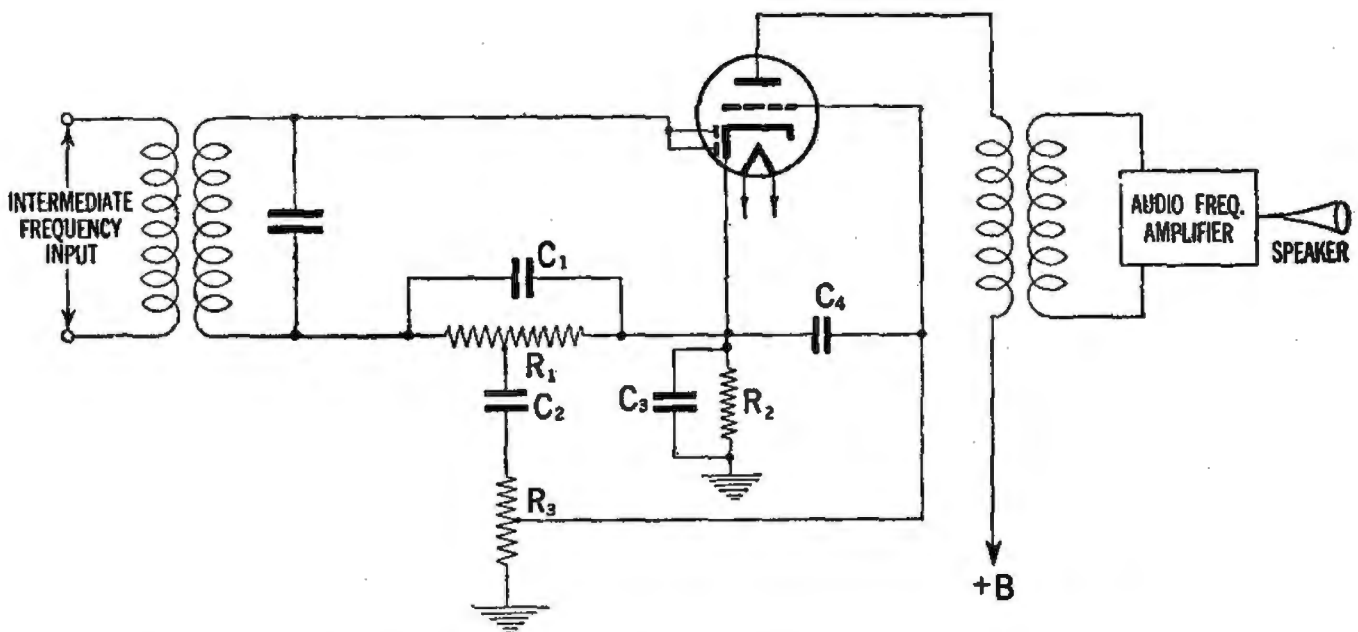 INTERMEDIATE
FREQUENCY
INPUT
C₁
R₁
C₂
R₃
C₃
R₂
C₄
AUDIO FREQ.
AMPLIFIER
SPEAKER
+B